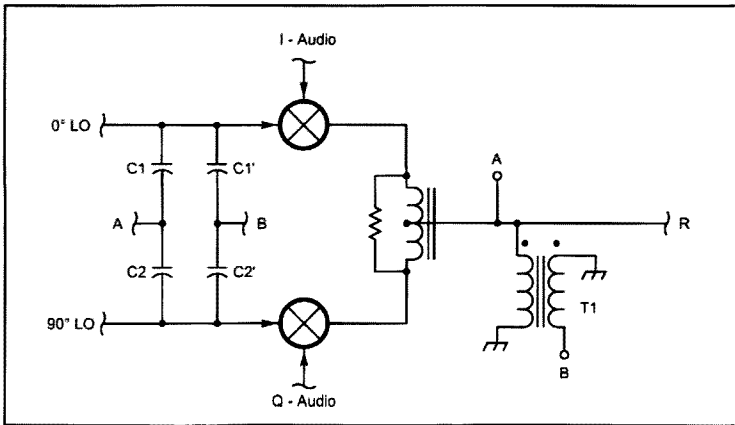 I - Audio
0° LO
C1
C1'
A
A
B
R
C2
C2'
T1
90° LO
B
Q - Audio